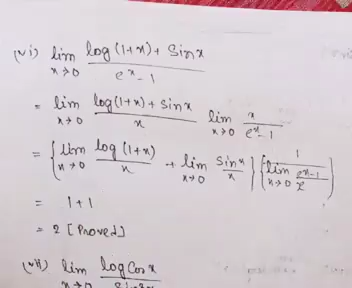 (vi) lim x→0 log(1+x) + Sinx / eˣ - 1
= lim x→0 log(1+x) + sinx / x lim x→0 x / eˣ-1
= { lim x→0 log(1+x) / x + lim x→0 sinx / x } { 1 / lim x→0 eˣ-1 / x }
= 1+1
= 2 [Proved]
(vii) lim x→0 log Cosx